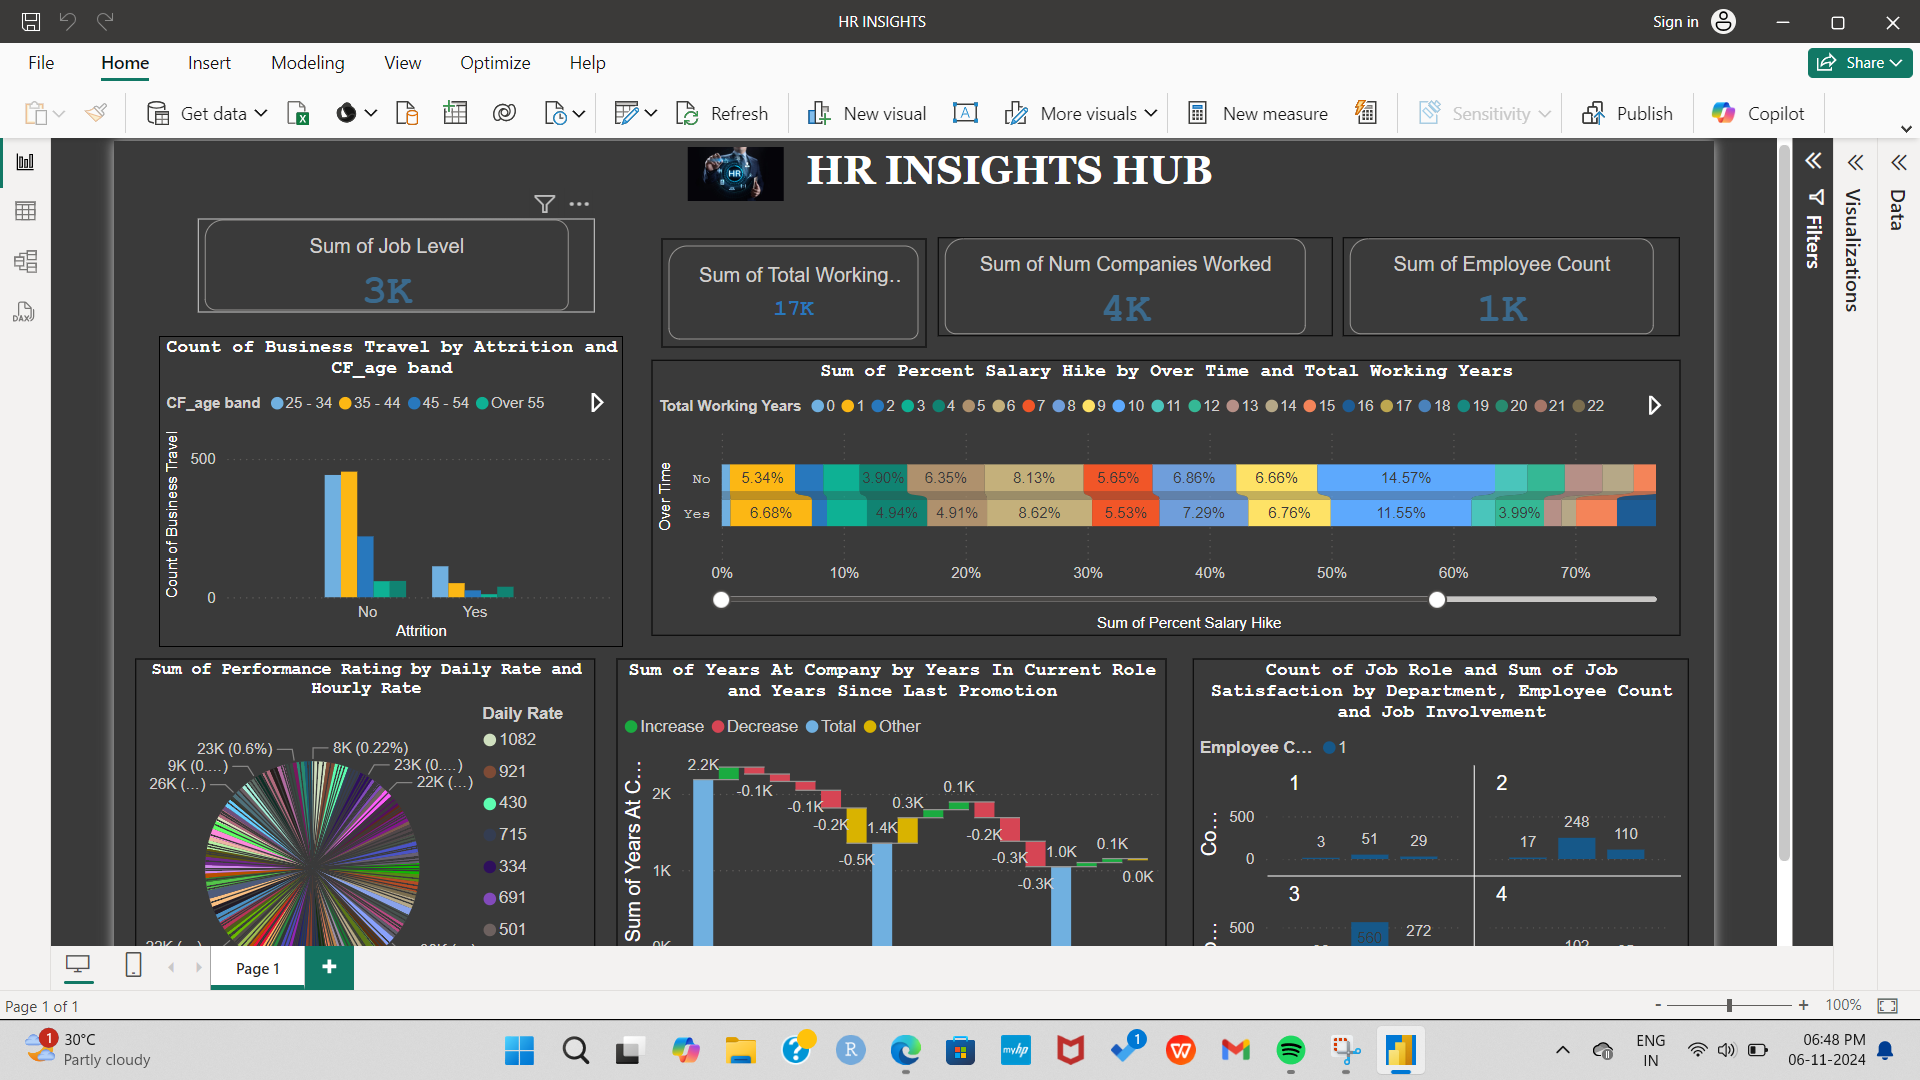 HR INSIGHTS
Sign in
File Home Insert Modeling View Optimize Help
Share
Get data
Refresh
New visual
More visuals
New measure
Sensitivity
Publish
Copilot
DAX
HR
HR INSIGHTS HUB
Sum of Job Level
3K
Sum of Total Working..
17K
Sum of Num Companies Worked
4K
Sum of Employee Count
1K
Filters
Visualizations
Data
Count of Business Travel by Attrition and
CF_age band
CF_age band 25 - 34 35 - 44 45 - 54 Over 55
Count of Business Travel
500
0
No Yes
Attrition
Sum of Percent Salary Hike by Over Time and Total Working Years
Total Working Years 0 1 2 3 4 5 6 7 8 9 10 11 12 13 14 15 16 17 18 19 20 21 22
Over Time
No 5.34% 3.90% 6.35% 8.13% 5.65% 6.86% 6.66% 14.57%
Yes 6.68% 4.94% 4.91% 8.62% 5.53% 7.29% 6.76% 11.55% 3.99%
0% 10% 20% 30% 40% 50% 60% 70%
Sum of Percent Salary Hike
Sum of Performance Rating by Daily Rate and
Hourly Rate
Daily Rate
1082
921
430
715
334
691
501
23K (0.6%)
9K (0....)
26K (...)
8K (0.22%)
23K (0....)
22K (...)
Sum of Years At Company by Years In Current Role
and Years Since Last Promotion
Increase Decrease Total Other
Sum of Years At C...
2K
1K
0K
2.2K
-0.1K
-0.1K
-0.2K
-0.5K
1.4K
0.3K
0.1K
-0.2K
-0.3K
-0.3K
1.0K
0.1K
0.0K
Count of Job Role and Sum of Job
Satisfaction by Department, Employee Count
and Job Involvement
Employee C... 1
1 2
Co...
500
0
3 51 29
17 248 110
3 4
500
560 272
Page 1
Page 1 of 1
- + 100%
1
30°C
Partly cloudy
R
myhp
1
W
ENG
IN
06:48 PM
06-11-2024